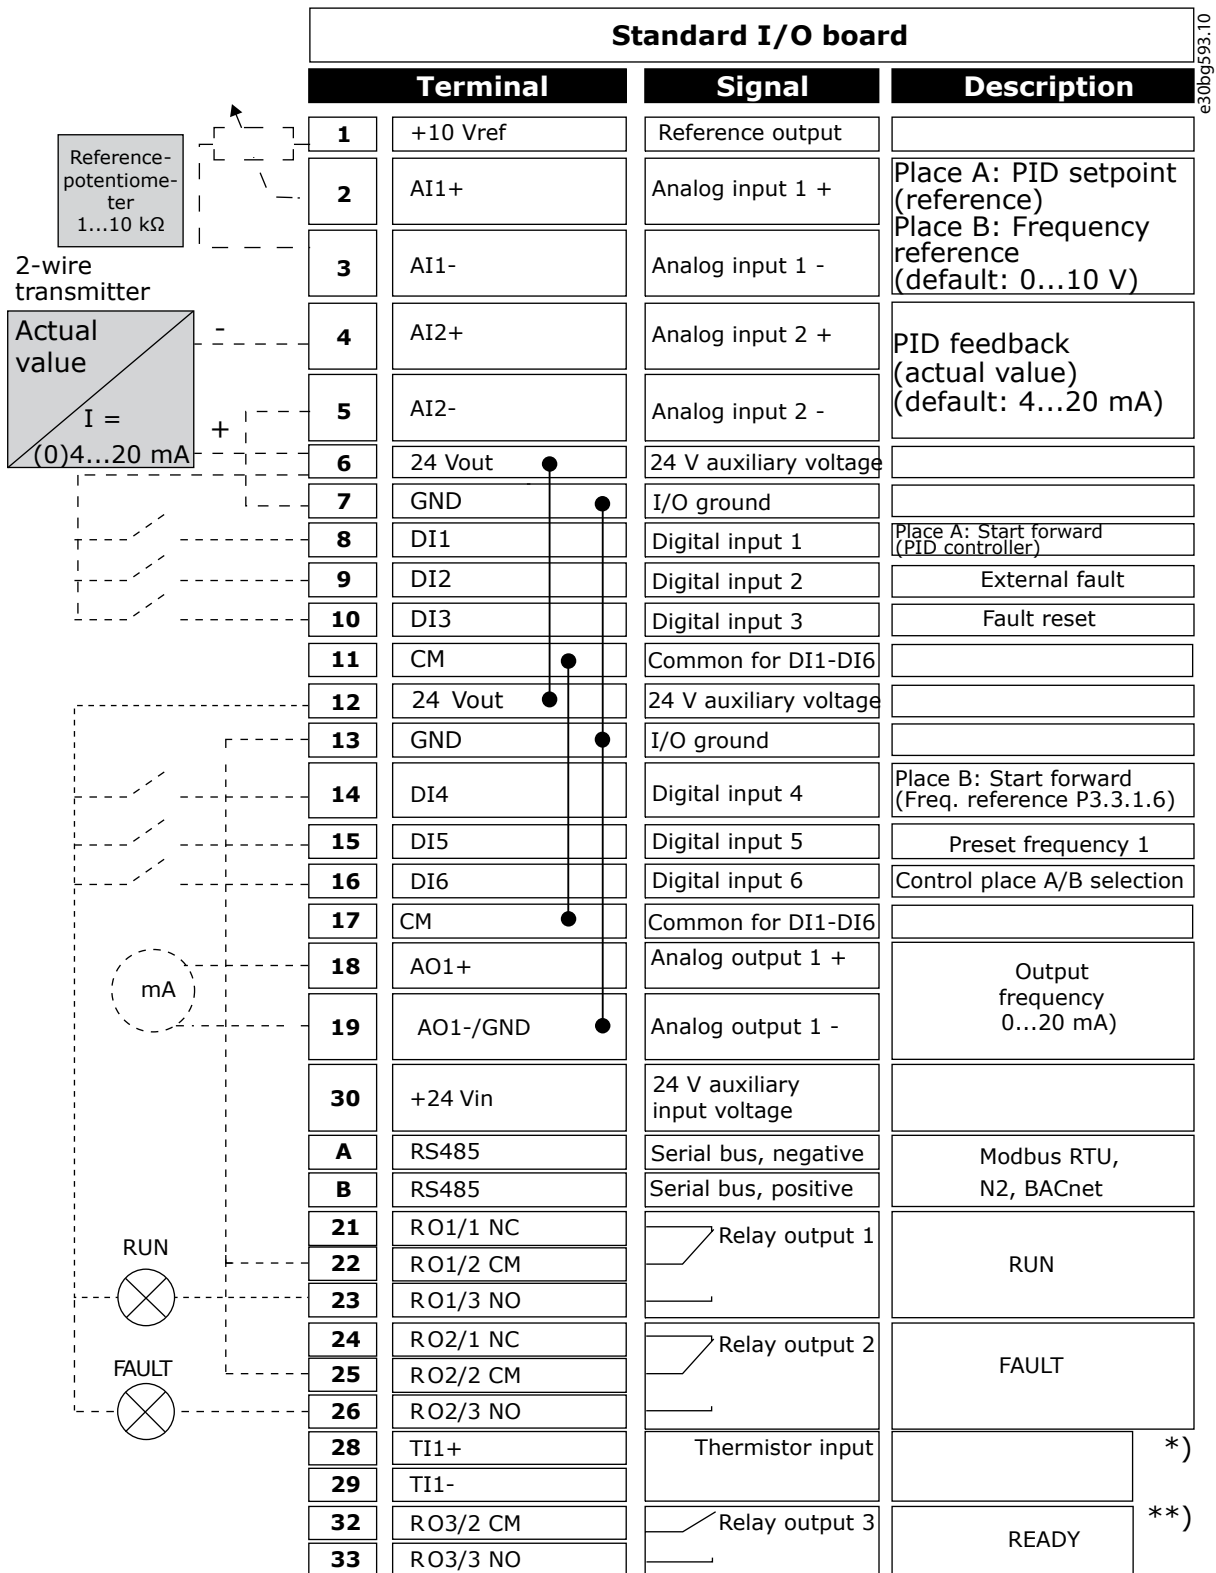 Standard I/O board
e30bg593.10
Terminal Signal Description
1 +10 Vref Reference output
Reference-
potentiome-
ter
1...10 kΩ
2 AI1+ Analog input 1 +
3 AI1- Analog input 1 -
Place A: PID setpoint
(reference)
Place B: Frequency
reference
(default: 0...10 V)
2-wire
transmitter
Actual
value
I =
(0)4...20 mA
-
+
4 AI2+ Analog input 2 +
5 AI2- Analog input 2 -
PID feedback
(actual value)
(default: 4...20 mA)
6 24 Vout 24 V auxiliary voltage
7 GND I/O ground
8 DI1 Digital input 1
Place A: Start forward
(PID controller)
9 DI2 Digital input 2 External fault
10 DI3 Digital input 3 Fault reset
11 CM Common for DI1-DI6
12 24 Vout 24 V auxiliary voltage
13 GND I/O ground
14 DI4 Digital input 4
Place B: Start forward
(Freq. reference P3.3.1.6)
15 DI5 Digital input 5 Preset frequency 1
16 DI6 Digital input 6 Control place A/B selection
17 CM Common for DI1-DI6
mA
18 AO1+ Analog output 1 +
19 AO1-/GND Analog output 1 -
Output
frequency
0...20 mA)
30 +24 Vin
24 V auxiliary
input voltage
A RS485 Serial bus, negative
B RS485 Serial bus, positive
Modbus RTU,
N2, BACnet
RUN
21 RO1/1 NC
22 RO1/2 CM
23 RO1/3 NO
Relay output 1
RUN
FAULT
24 RO2/1 NC
25 RO2/2 CM
26 RO2/3 NO
Relay output 2
FAULT
28 TI1+ Thermistor input *)
29 TI1-
32 RO3/2 CM Relay output 3 **)
33 RO3/3 NO
READY